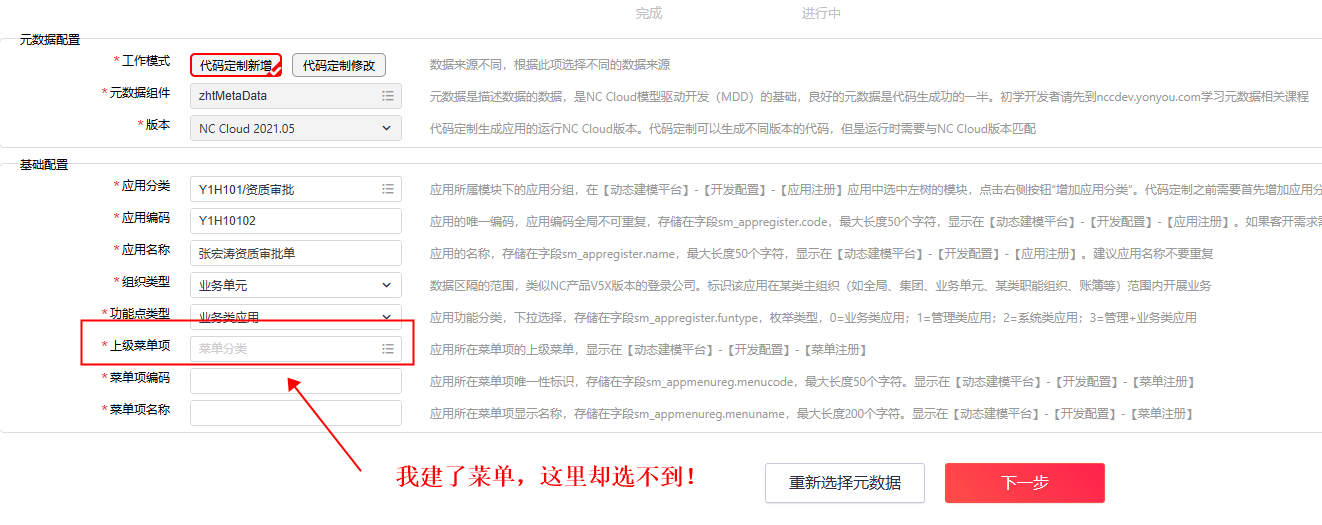 完成 进行中
元数据配置
*工作模式 代码定制新增 代码定制修改 数据来源不同，根此项选择不同的数据来源
*元数据组件 zhtMetaData 元数据是描述数据的数据，是NC Cloud模型驱动开发（MDD）的基础，良好的元数据是代码生成功的一半。初学开发者请先到nccdev.yonyou.com学习元数据相关课程
*版本 NC Cloud 2021.05 代码定制生成应用的运行NC Cloud版本。代码定制可以生成不同版本的代码，但是运行时需要与NC Cloud版本匹配
基础配置
*应用分类 Y1H101/资质审批 应用所属模块下的应用分组，在【动态建模平台】-【开发配置】-【应用注册】应用中选中左树的模块，点击右侧按钮"增加应用分类"。代码定制之前需要首先增加应用分
*应用编码 Y1H10102 应用的唯一编码，应用编码全局不可重复，存储在字段sm_appregister.code，最大长度50个字符，显示在【动态建模平台】-【开发配置】-【应用注册】。如果客开需求
*应用名称 张宏涛资质审批单 应用的名称，存储在字段sm_appregister.name，最大长度50个字符，显示在【动态建模平台】-【开发配置】-【应用注册】。建议应用名称不要重复
*组织类型 业务单元 数据区隔的范围，类似NC产品V5X版本的登录公司。标识该应用在某类主组织（如全局、集团、业务单元、某类职能组织、账簿等）范围内开展业务
*功能点类型 业务类应用 应用功能分类，下拉选择，存储在字段sm_appregister.funtype，枚举类型，0=业务类应用；1=管理类应用；2=系统类应用；3=管理+业务类应用
*上级菜单项 菜单分类 应用所在菜单项的上级菜单，显示在【动态建模平台】-【开发配置】-【菜单注册】
*菜单项编码 应用所在菜单项唯一性标识，存储在字段sm_appmenureg.menucode，最大长度50个字符。显示在【动态建模平台】-【开发配置】-【菜单注册】
*菜单项名称 应用所在菜单项显示名称，存储在字段sm_appmenureg.menuname，最大长度200个字符。显示在【动态建模平台】-【开发配置】-【菜单注册】
我建了菜单，这里却选不到！
重新选择元数据 下一步